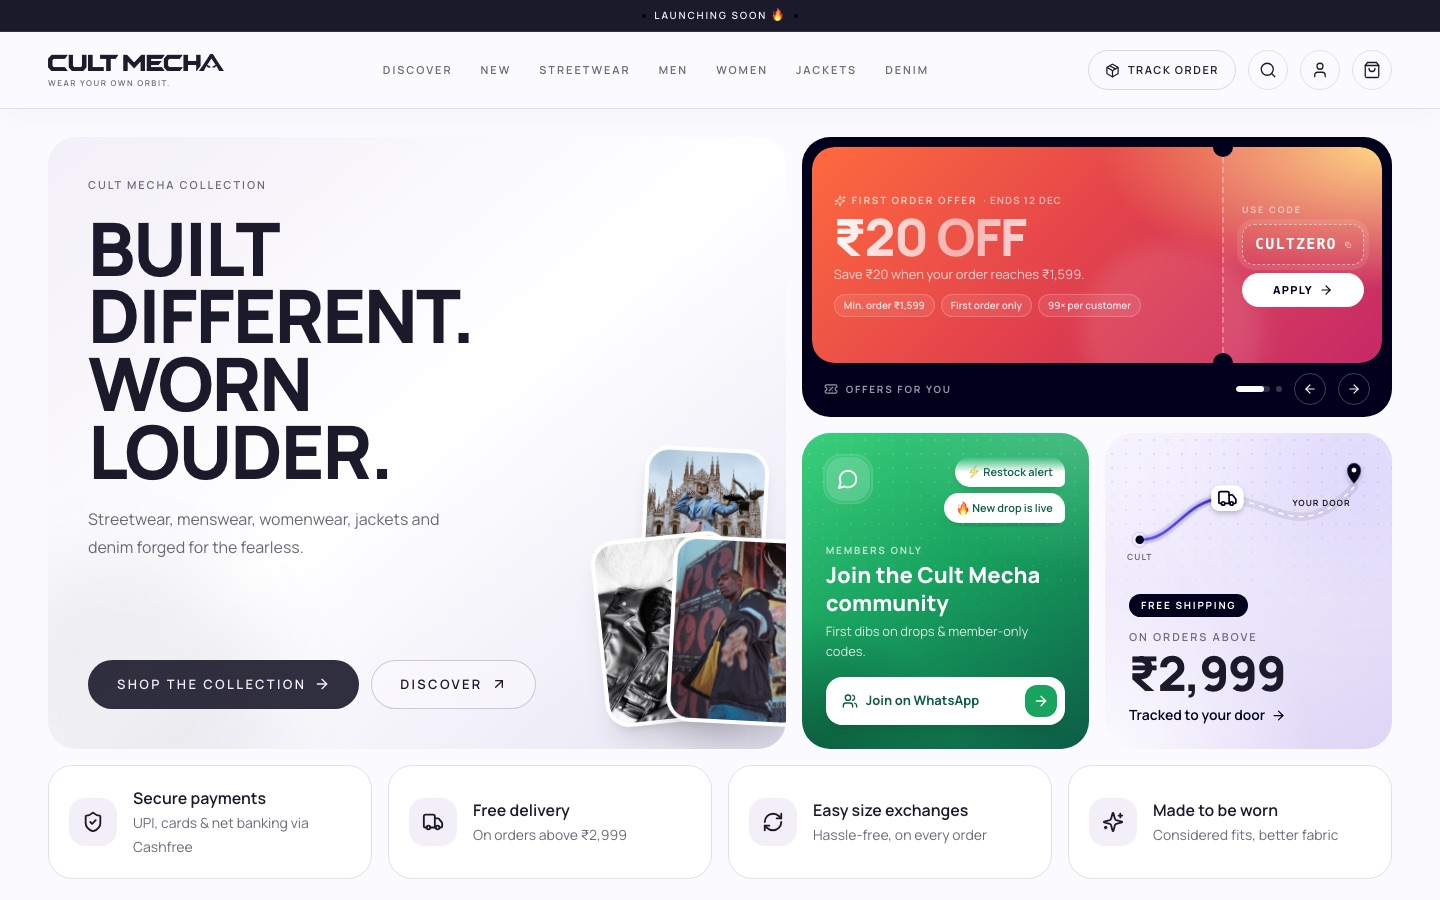 LAUNCHING SOON 🔥
CULT MECHA
WEAR YOUR OWN ORBIT.
DISCOVER
NEW
STREETWEAR
MEN
WOMEN
JACKETS
DENIM
TRACK ORDER
CULT MECHA COLLECTION
BUILT
DIFFERENT.
WORN
LOUDER.
Streetwear, menswear, womenwear, jackets and
denim forged for the fearless.
SHOP THE COLLECTION →
DISCOVER ↗
FIRST ORDER OFFER · ENDS 12 DEC
₹20 OFF
Save ₹20 when your order reaches ₹1,599.
Min. order ₹1,599
First order only
99× per customer
USE CODE
CULTZERO
APPLY →
OFFERS FOR YOU
⚡ Restock alert
🔥 New drop is live
MEMBERS ONLY
Join the Cult Mecha
community
First dibs on drops & member-only
codes.
Join on WhatsApp
YOUR DOOR
CULT
FREE SHIPPING
ON ORDERS ABOVE
₹2,999
Tracked to your door →
Secure payments
UPI, cards & net banking via
Cashfree
Free delivery
On orders above ₹2,999
Easy size exchanges
Hassle-free, on every order
Made to be worn
Considered fits, better fabric